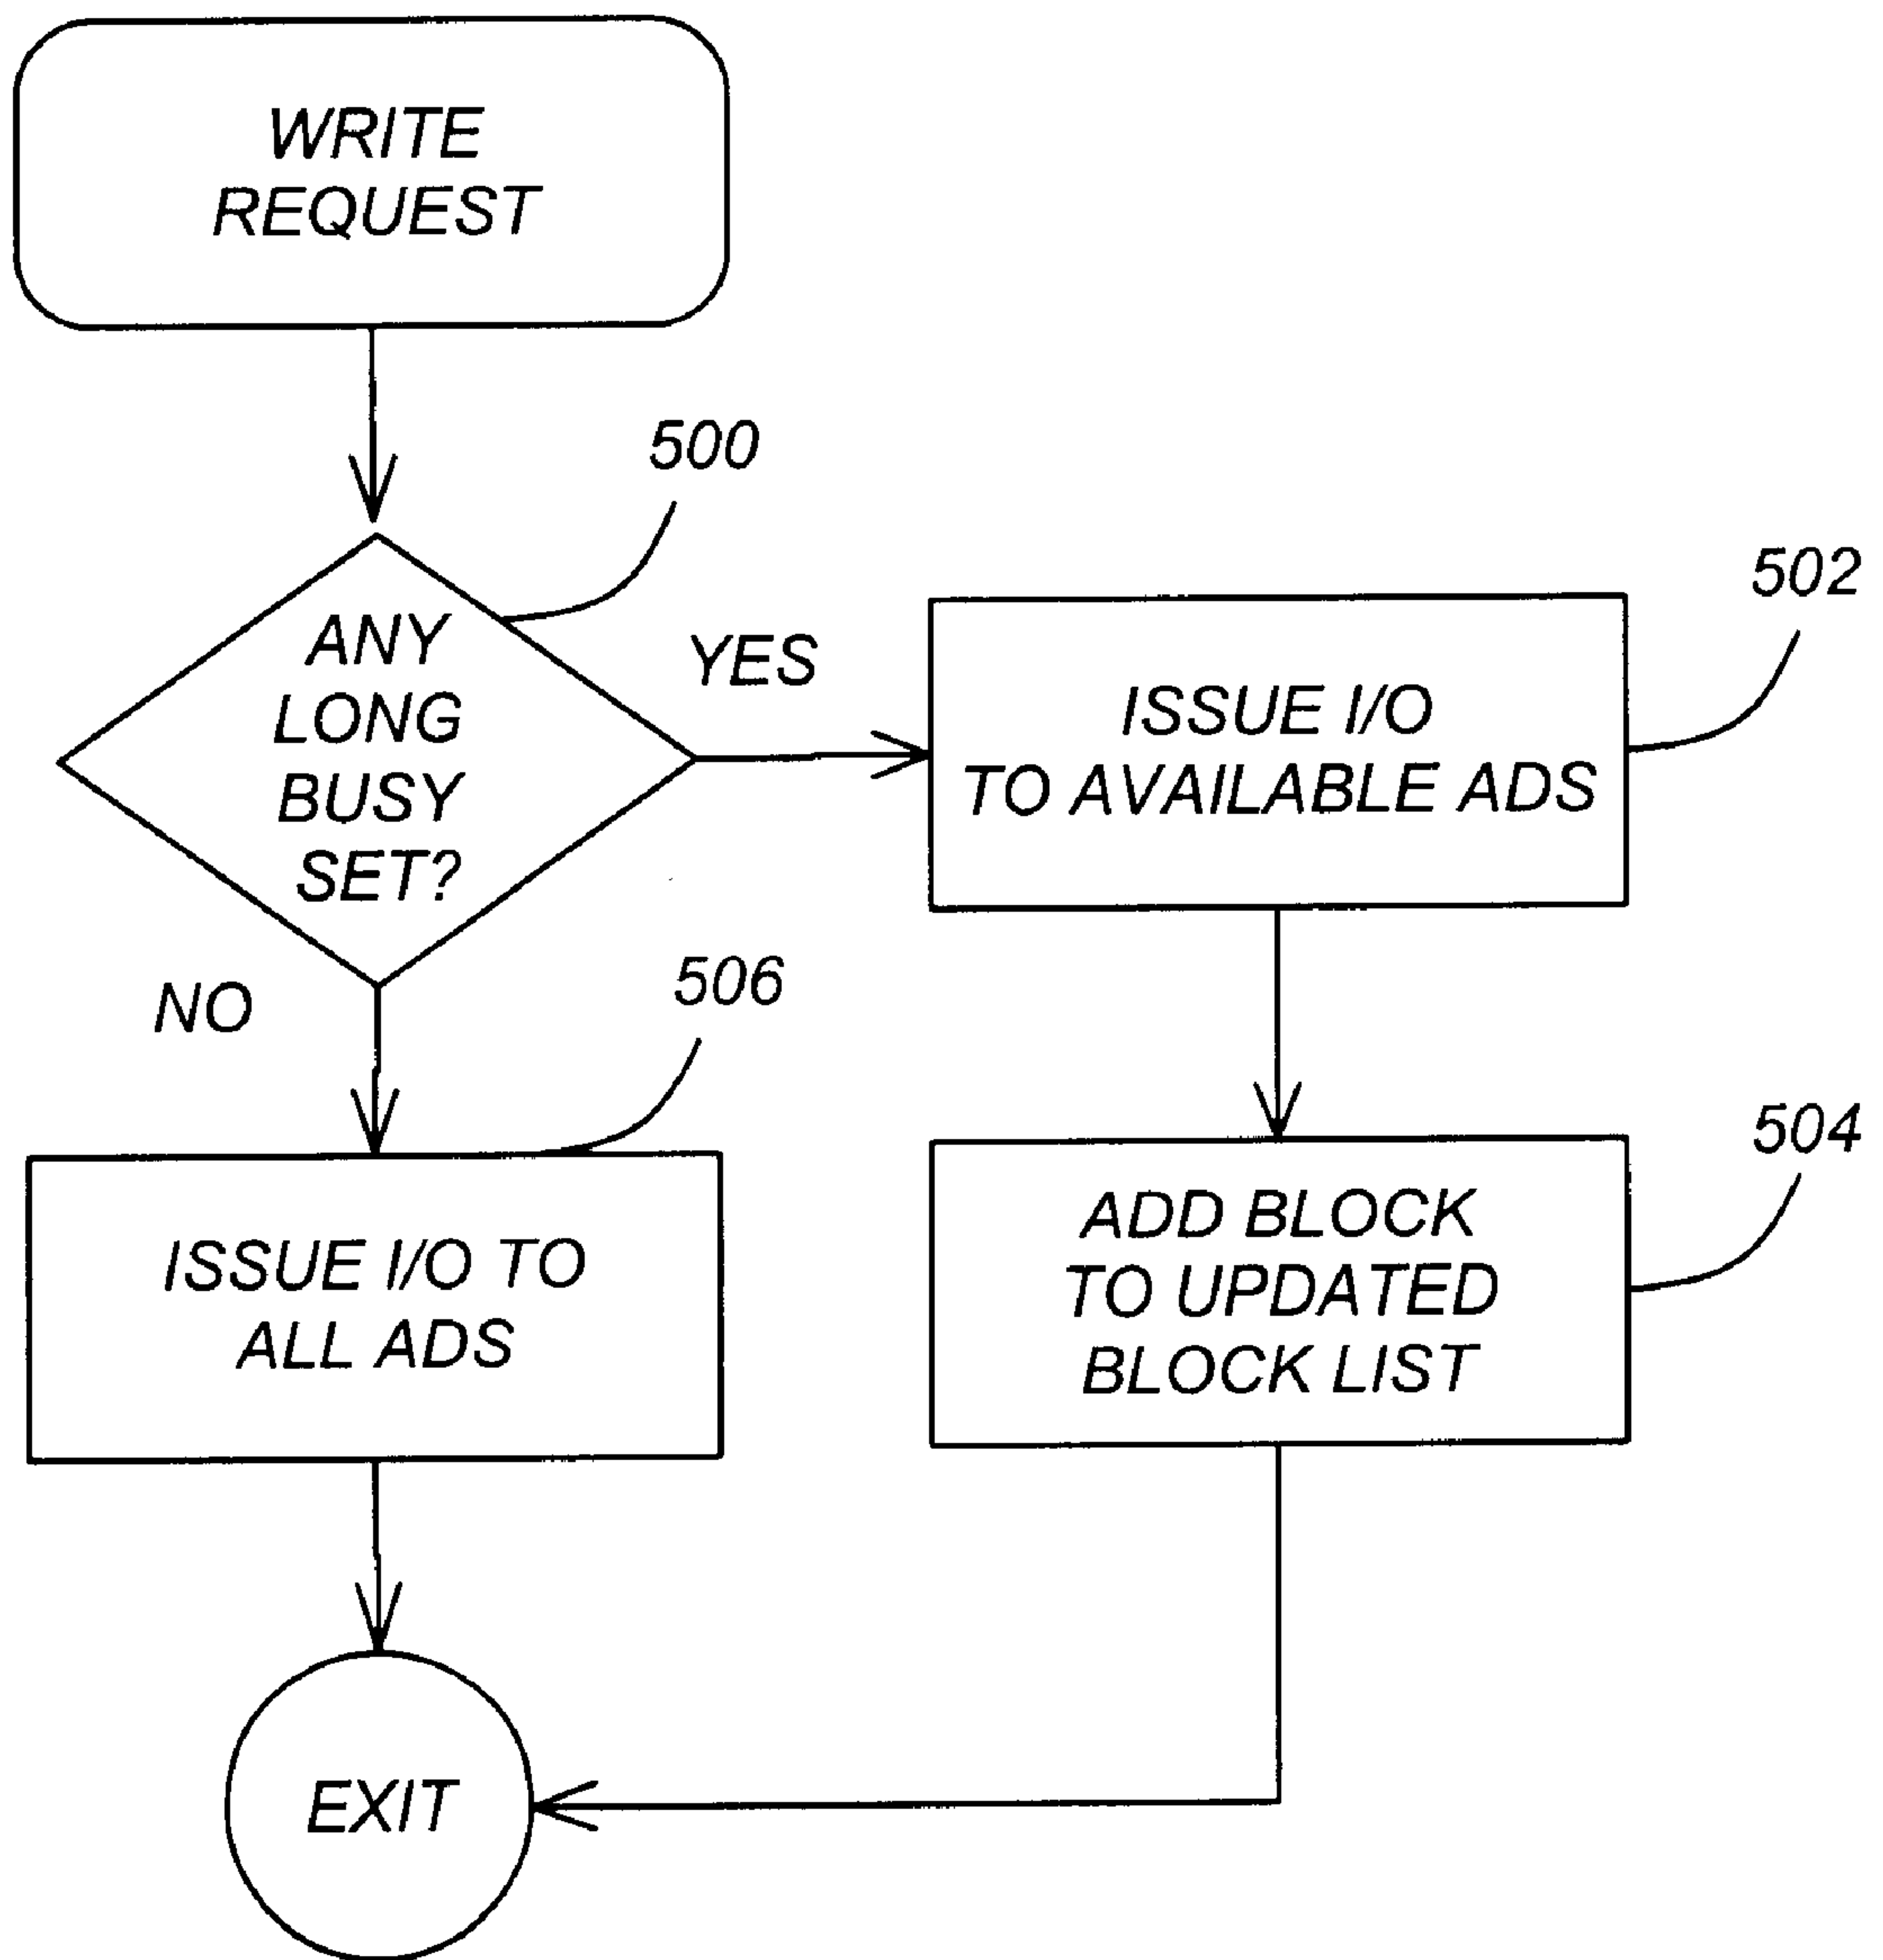 WRITE
REQUEST
500
ANY
LONG
BUSY
SET?
YES
502
ISSUE I/O
TO AVAILABLE ADS
NO
506
504
ISSUE I/O TO
ALL ADS
ADD BLOCK
TO UPDATED
BLOCK LIST
EXIT